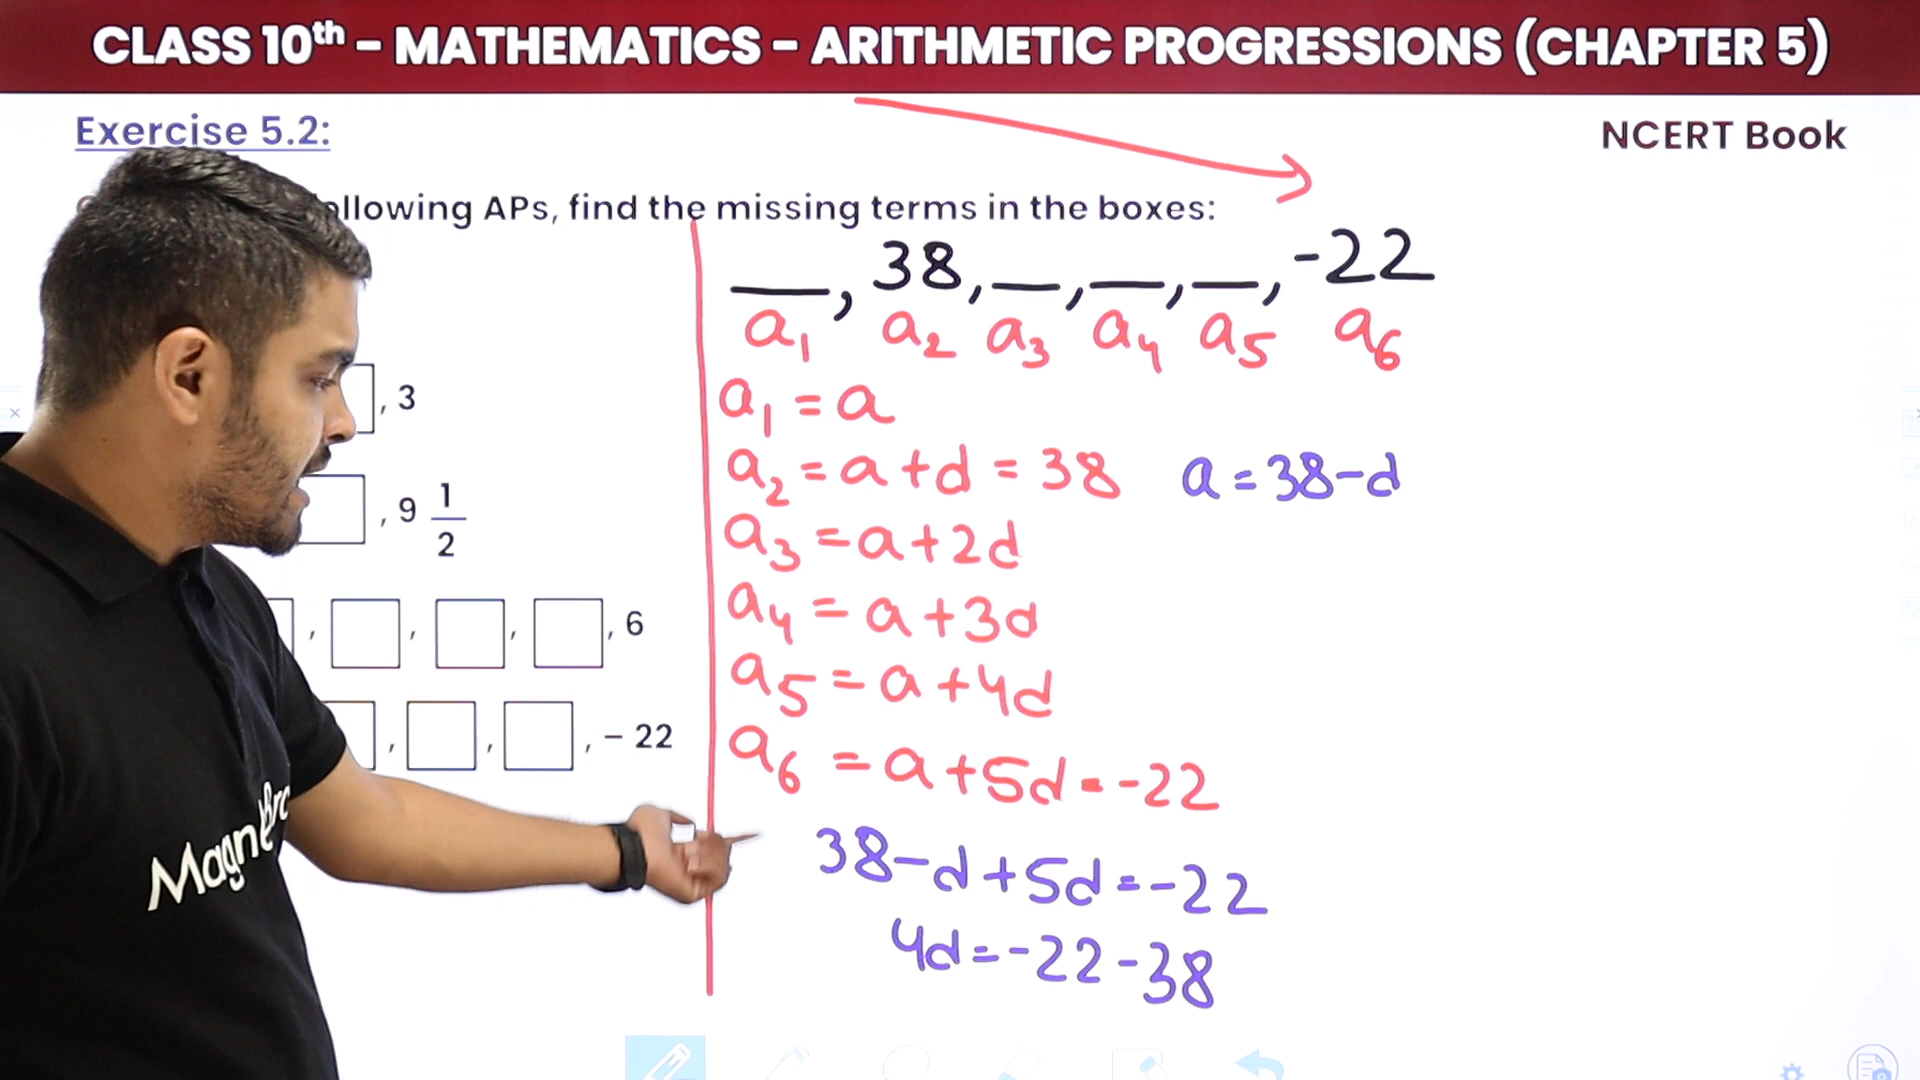 CLASS 10th – MATHEMATICS – ARITHMETIC PROGRESSIONS (CHAPTER 5)
Exercise 5.2:
NCERT Book
llowing APs, find the missing terms in the boxes:
__, 38, __, __, __, -22
a1 a2 a3 a4 a5 a6
, 3
a1 = a
a2 = a + d = 38 a = 38 - d
, 9 1/2
a3 = a + 2d
a4 = a + 3d
, □, □, □, 6
a5 = a + 4d
, □, □, – 22
a6 = a + 5d = -22
38 - d + 5d = -22
4d = -22 - 38